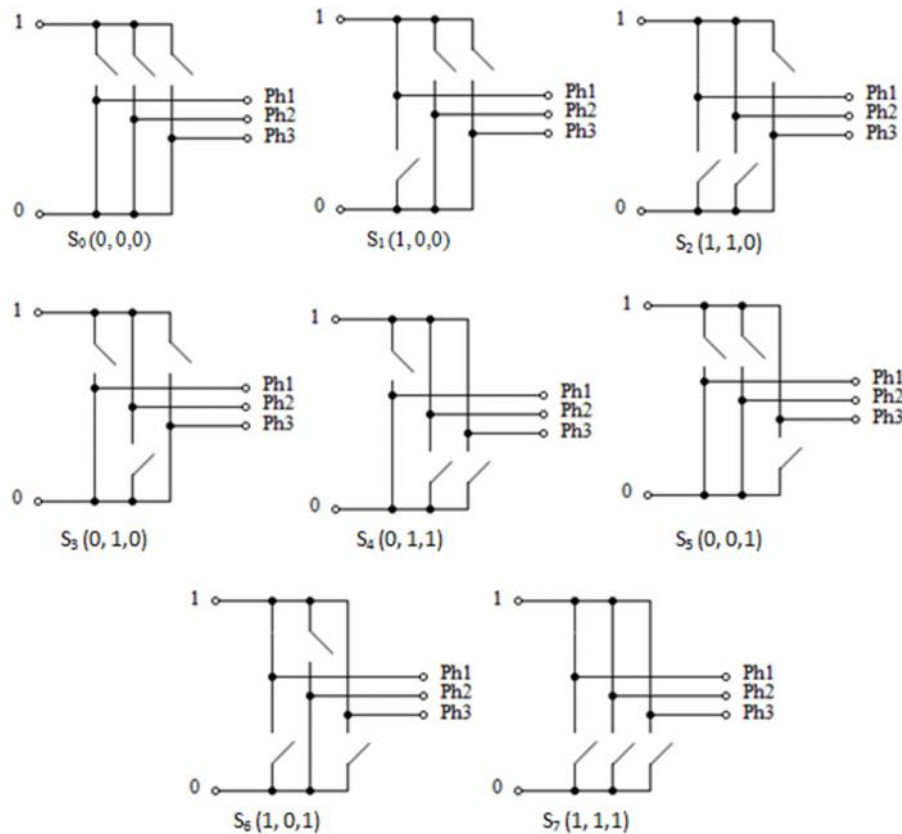 1
Ph1
Ph2
Ph3
0
S₀ (0, 0,0)
1
Ph1
Ph2
Ph3
0
S₁ (1, 0,0)
1
Ph1
Ph2
Ph3
0
S₂ (1, 1,0)
1
Ph1
Ph2
Ph3
0
S₃ (0, 1,0)
1
Ph1
Ph2
Ph3
0
S₄ (0, 1,1)
1
Ph1
Ph2
Ph3
0
S₅ (0, 0,1)
1
Ph1
Ph2
Ph3
0
S₆ (1, 0,1)
1
Ph1
Ph2
Ph3
0
S₇ (1, 1,1)